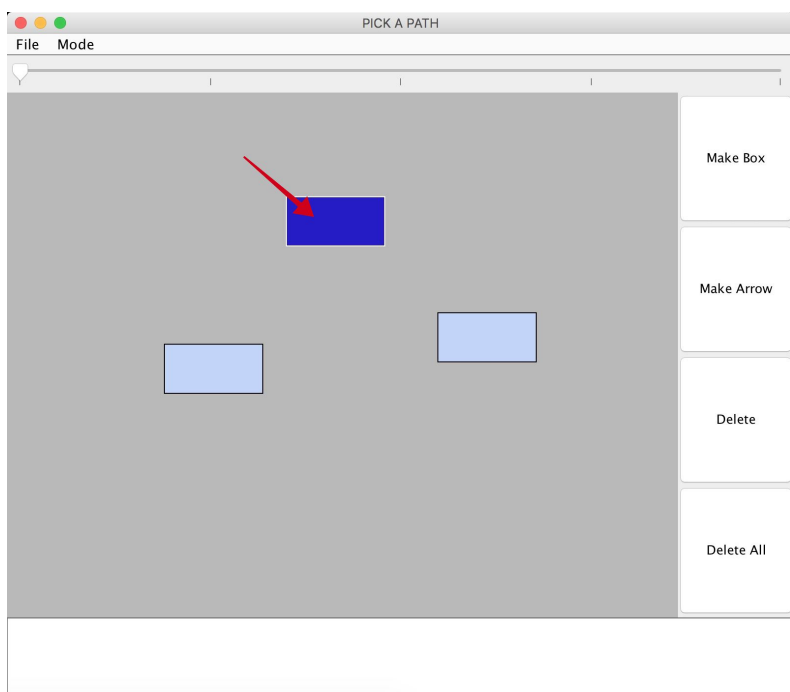 PICK A PATH
File Mode
Make Box
Make Arrow
Delete
Delete All